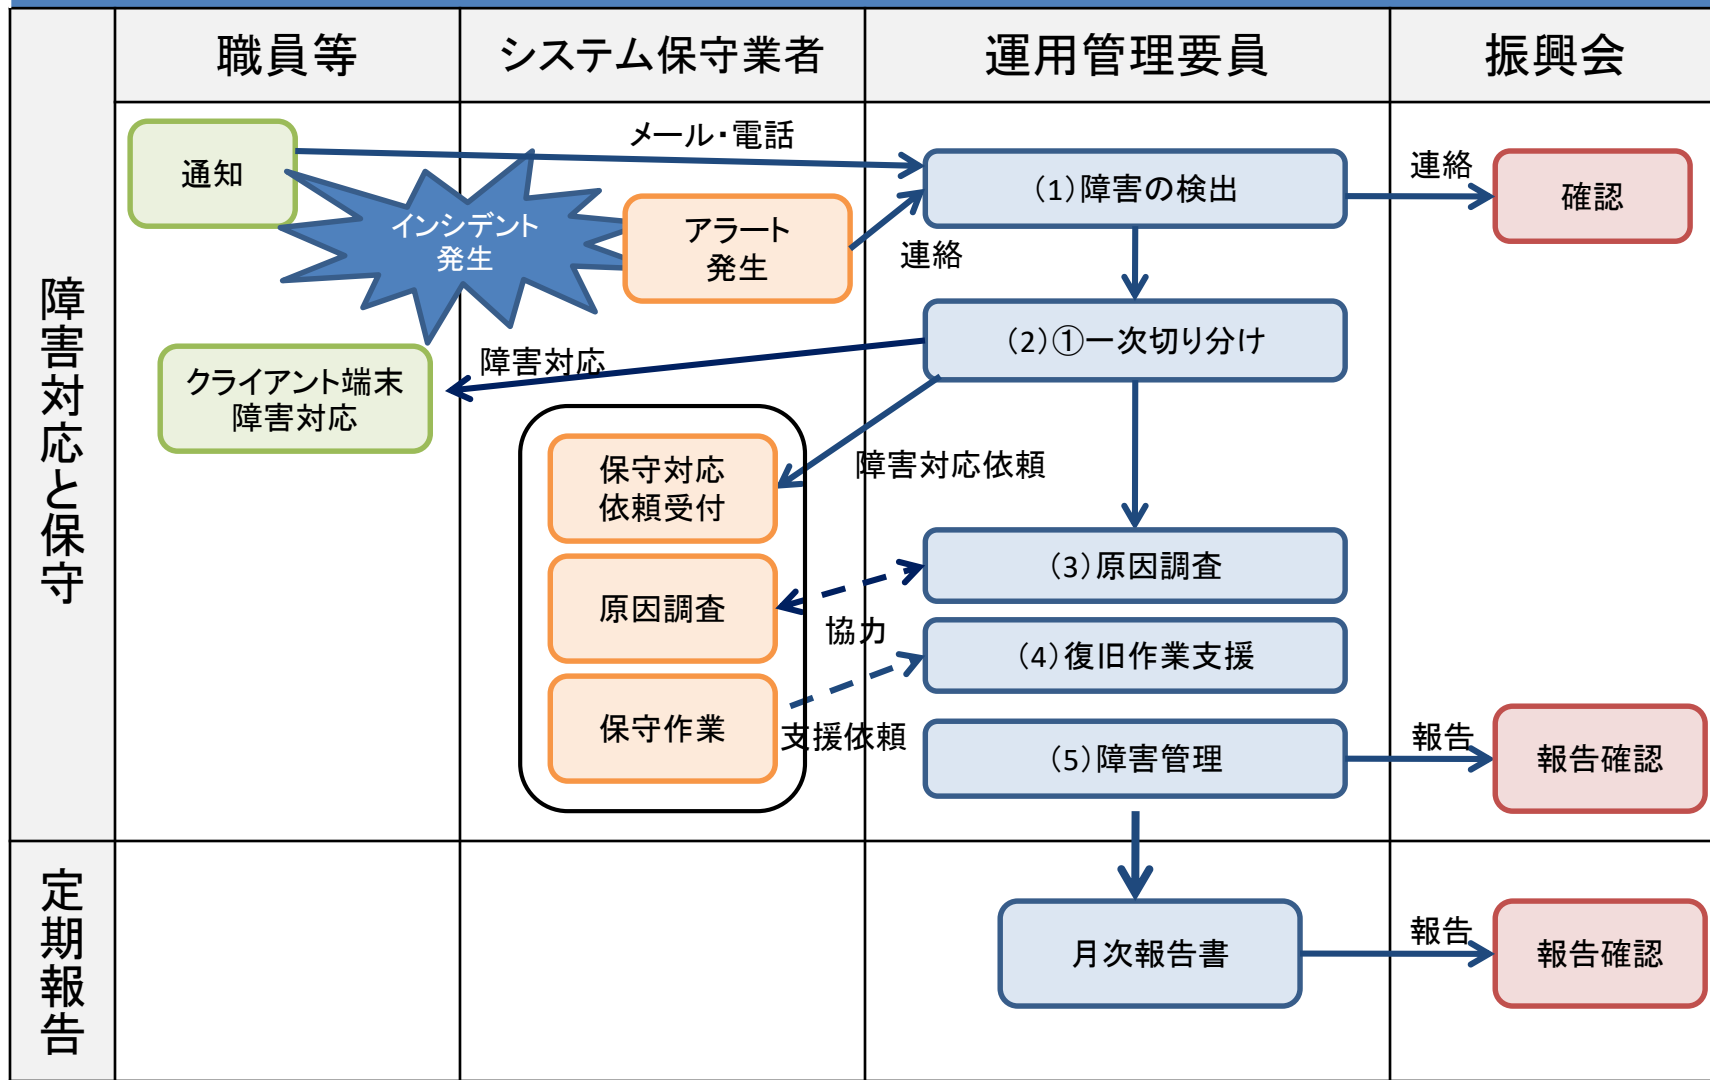 職員等
システム保守業者
運用管理要員
振興会
障害対応と保守
通知
メール・電話
インシデント
発生
アラート
発生
連絡
(1)障害の検出
連絡
確認
(2)①一次切り分け
障害対応
クライアント端末
障害対応
障害対応依頼
保守対応
依頼受付
(3)原因調査
原因調査
協力
(4)復旧作業支援
保守作業
支援依頼
(5)障害管理
報告
報告確認
定期報告
月次報告書
報告
報告確認